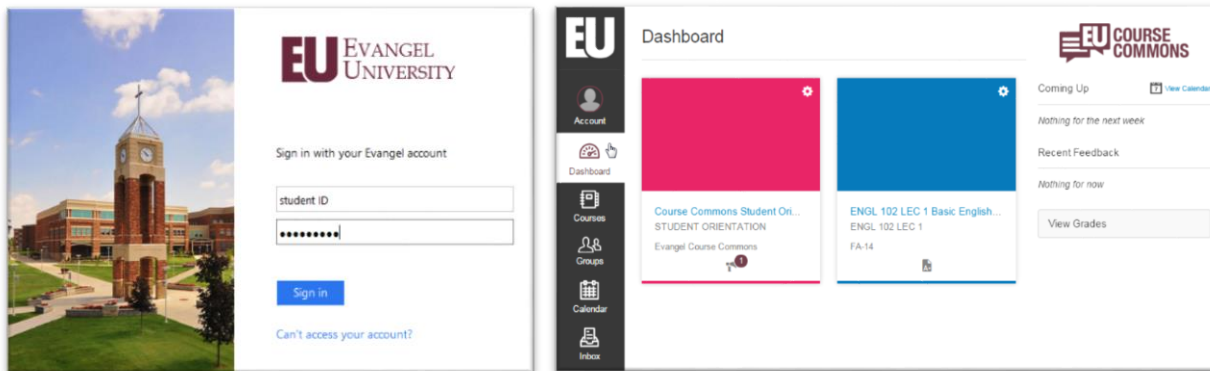 EU EVANGEL
UNIVERSITY
Sign in with your Evangel account
student ID
•••••••••
Sign in
Can't access your account?
EU
Account
Dashboard
Courses
Groups
Calendar
Inbox
Dashboard
Course Commons Student Ori...
STUDENT ORIENTATION
Evangel Course Commons
1
ENGL 102 LEC 1 Basic English...
ENGL 102 LEC 1
FA-14
EU COURSE
COMMONS
Coming Up
7 View Calendar
Nothing for the next week
Recent Feedback
Nothing for now
View Grades